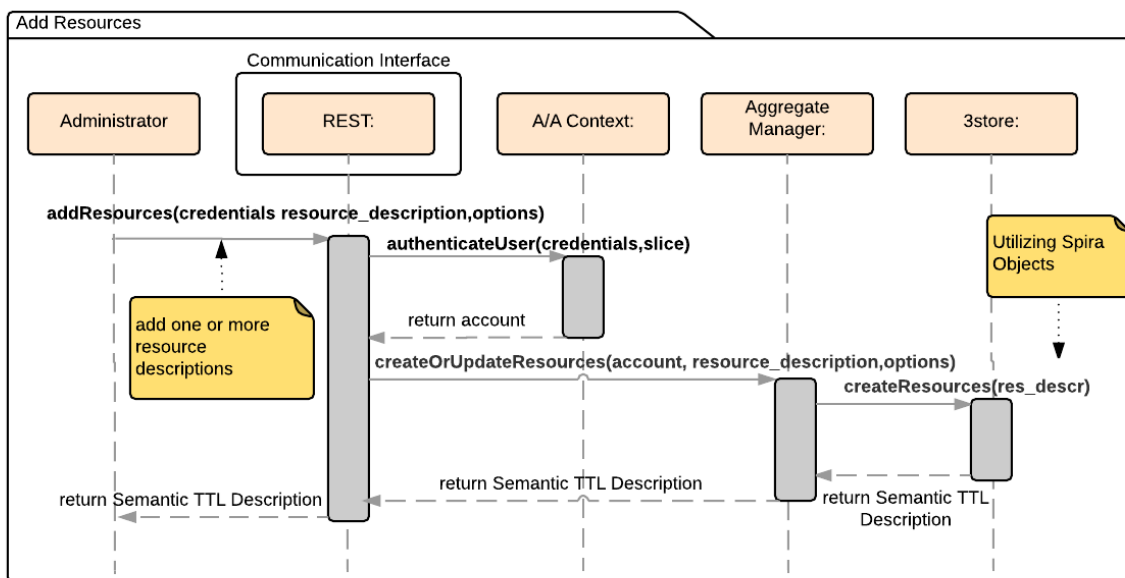 Add Resources
Communication Interface
Administrator
REST:
A/A Context:
Aggregate
Manager:
3store:
addResources(credentials resource_description,options)
authenticateUser(credentials,slice)
Utilizing Spira
Objects
add one or more
resource
descriptions
return account
createOrUpdateResources(account, resource_description,options)
createResources(res_descr)
return Semantic TTL Description
return Semantic TTL Description
return Semantic TTL
Description